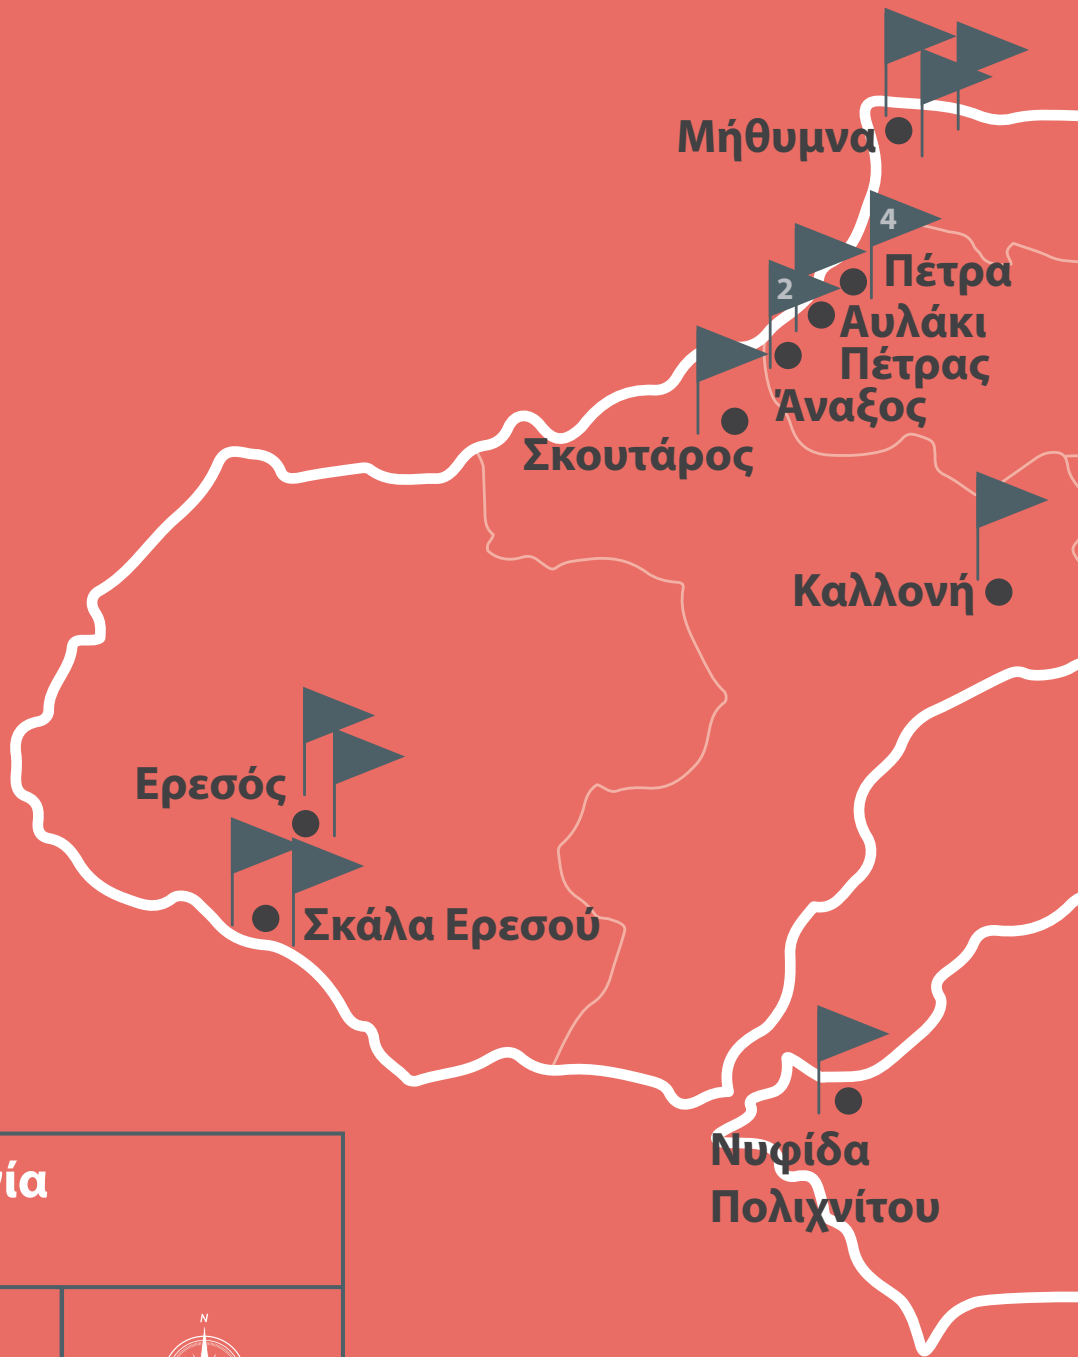 Μήθυμνα
4
Πέτρα
2
Αυλάκι
Πέτρας
Άναξος
Σκουτάρος
Καλλονή
Ερεσός
Σκάλα Ερεσού
Νυφίδα
Πολιχνίτου
N